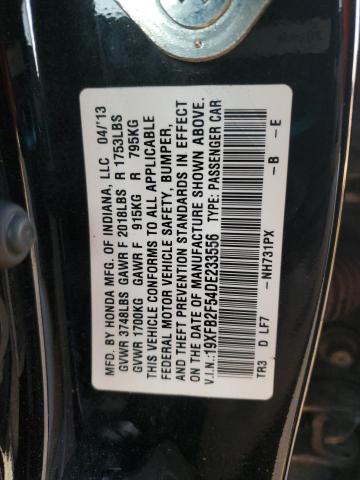 MFD. BY HONDA MFG. OF INDIANA, LLC 04/'13
GVWR 3748LBS GAWR F 2018LBS R 1753LBS
GVWR 1700KG GAWR F 915KG R 795KG
THIS VEHICLE CONFORMS TO ALL APPLICABLE
FEDERAL MOTOR VEHICLE SAFETY, BUMPER,
AND THEFT PREVENTION STANDARDS IN EFFECT
ON THE DATE OF MANUFACTURE SHOWN ABOVE.
V.I.N.:19XFB2F54DE233556 TYPE: PASSENGER CAR
TR3 D LF7 -NH731PX -B -E